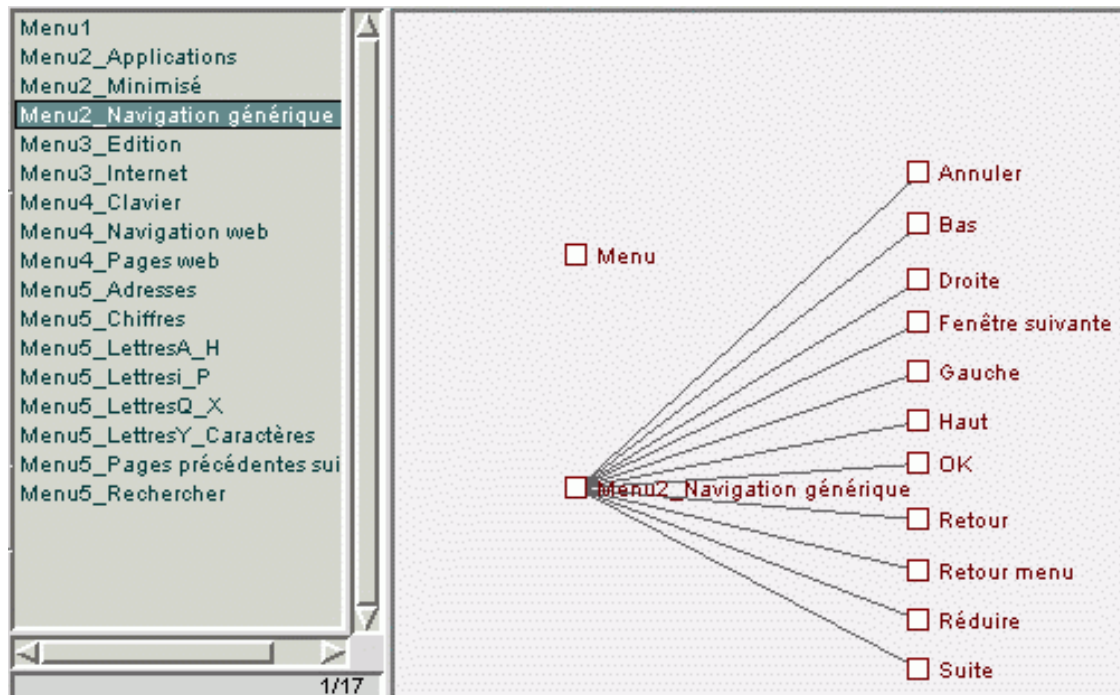 Menu1
Menu2_Applications
Menu2_Minimisé
Menu2_Navigation générique
Menu3_Edition
Menu3_Internet
Menu4_Clavier
Menu4_Navigation web
Menu4_Pages web
Menu5_Adresses
Menu5_Chiffres
Menu5_LettresA_H
Menu5_Lettresi_P
Menu5_LettresQ_X
Menu5_LettresY_Caractères
Menu5_Pages précédentes sui
Menu5_Rechercher
1/17
Menu
Menu2_Navigation générique
Annuler
Bas
Droite
Fenêtre suivante
Gauche
Haut
OK
Retour
Retour menu
Réduire
Suite